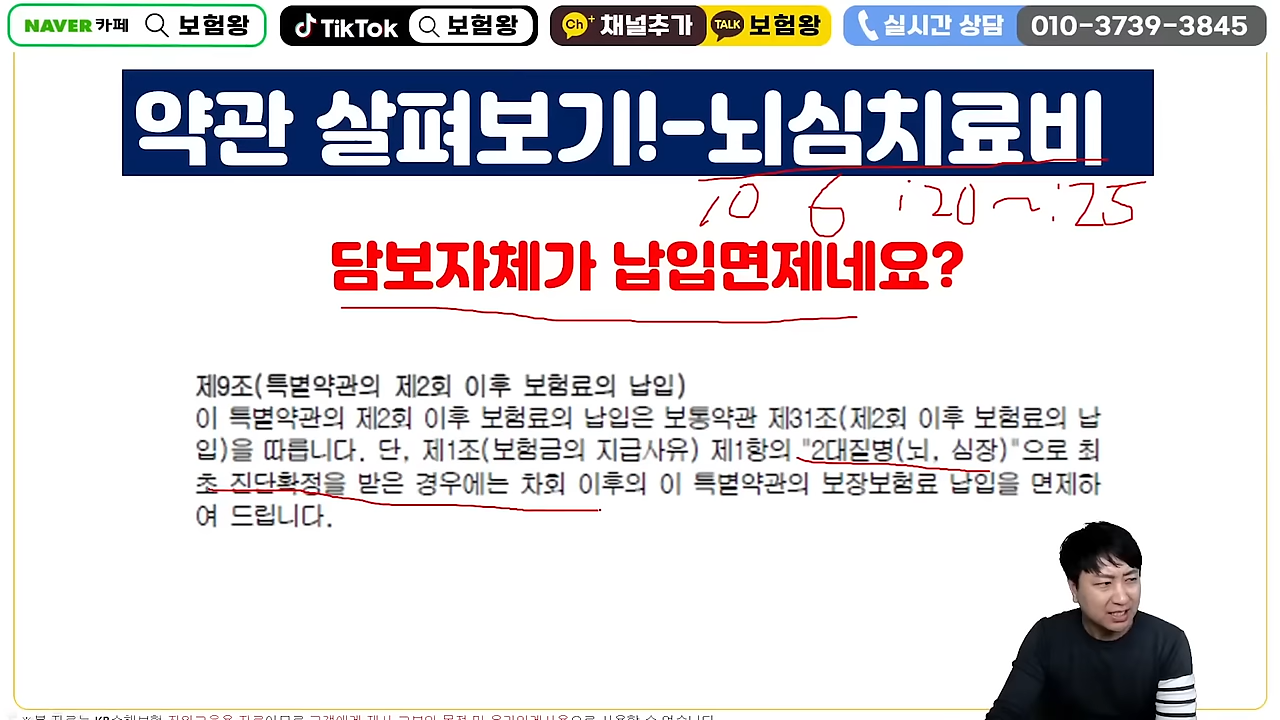 NAVER 카페 보험왕 TikTok 보험왕 Ch+ 채널추가 TALK 보험왕 실시간 상담 010-3739-3845
약관 살펴보기!-뇌심치료비
10 6 :20~:25
담보자체가 납입면제네요?
제9조(특별약관의 제2회 이후 보험료의 납입)
이 특별약관의 제2회 이후 보험료의 납입은 보통약관 제31조(제2회 이후 보험료의 납
입)을 따릅니다. 단, 제1조(보험금의 지급사유) 제1항의 "2대질병(뇌, 심장)"으로 최
초 진단확정을 받은 경우에는 차회 이후의 이 특별약관의 보장보험료 납입을 면제하
여 드립니다.